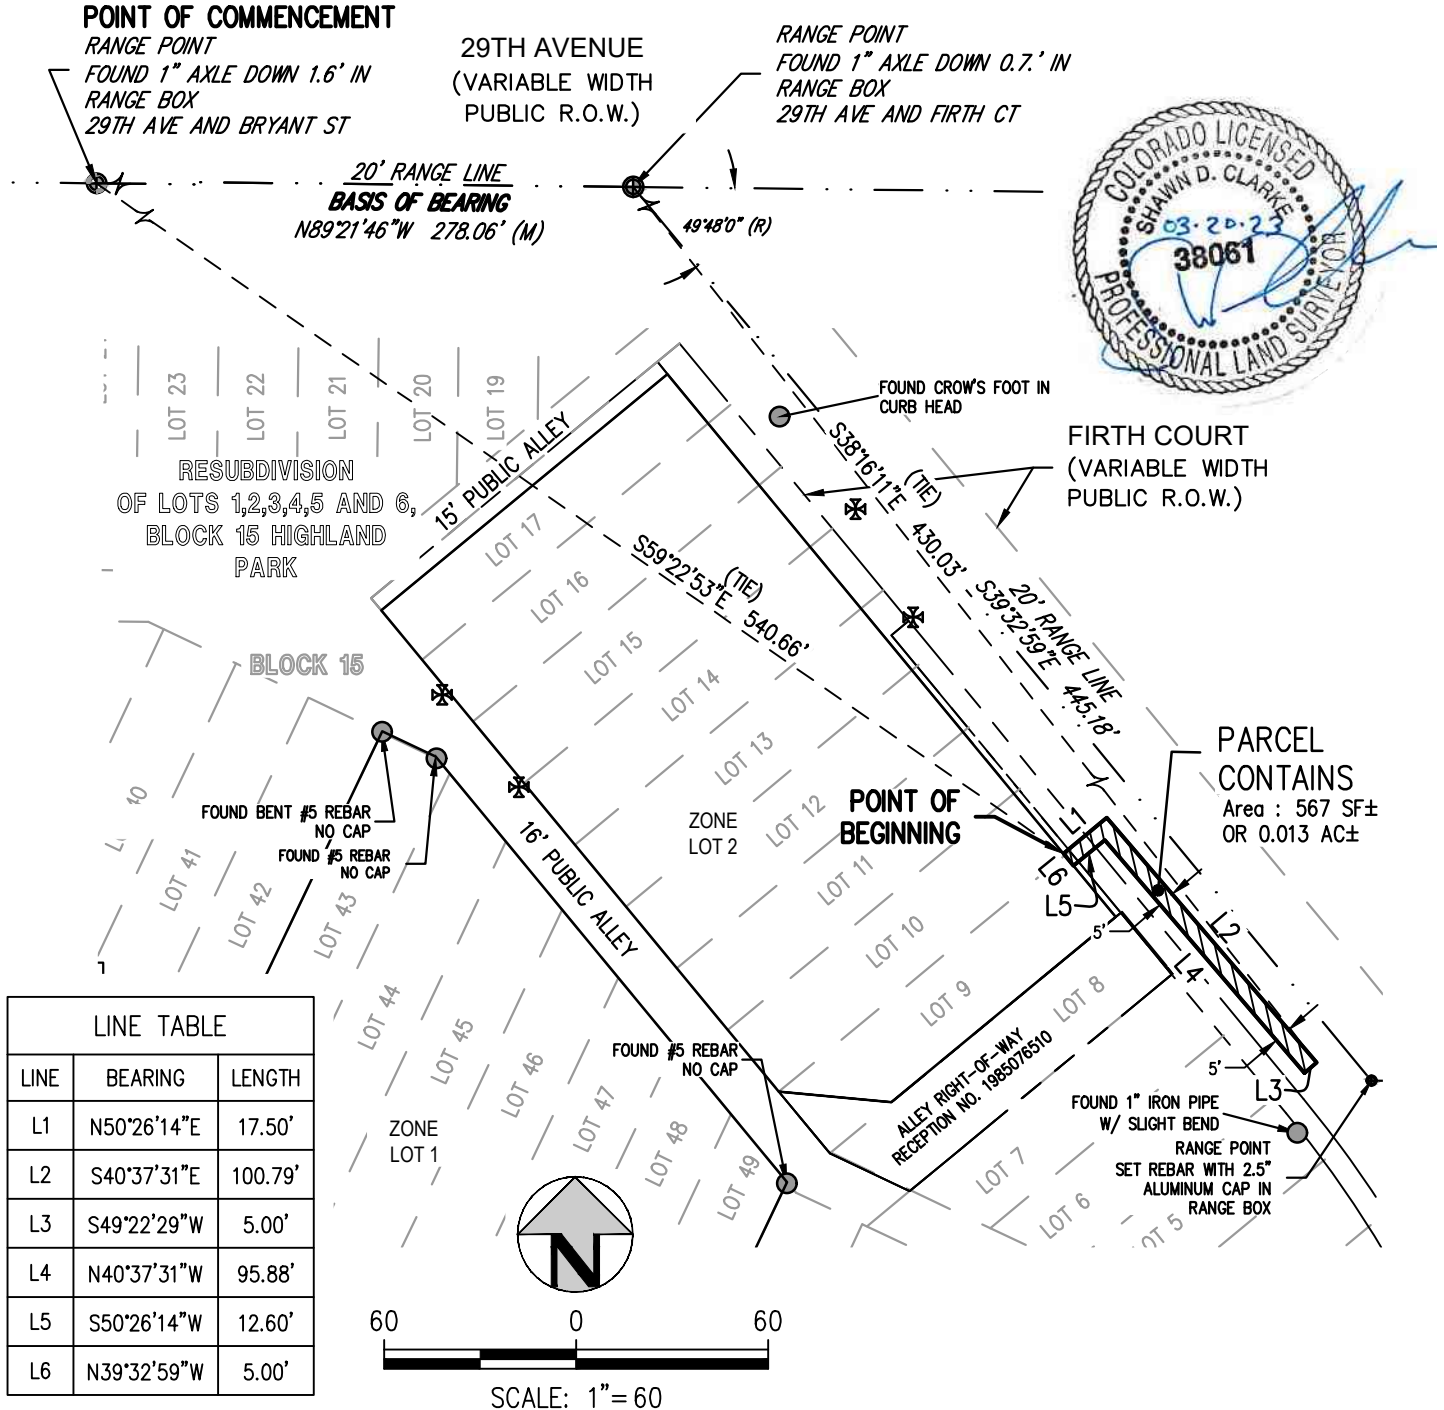 POINT OF COMMENCEMENT
RANGE POINT
FOUND 1" AXLE DOWN 1.6' IN
RANGE BOX
29TH AVE AND BRYANT ST
29TH AVENUE
(VARIABLE WIDTH
PUBLIC R.O.W.)
RANGE POINT
FOUND 1" AXLE DOWN 0.7.' IN
RANGE BOX
29TH AVE AND FIRTH CT
20' RANGE LINE
BASIS OF BEARING
N89°21'46"W 278.06' (M)
49°48'0" (R)
COLORADO LICENSED
SHAWN D. CLARKE
03-20-23
38061
PROFESSIONAL LAND SURVEYOR
LOT 23
LOT 22
LOT 21
LOT 20
LOT 19
RESUBDIVISION
OF LOTS 1,2,3,4,5 AND 6,
BLOCK 15 HIGHLAND
PARK
15' PUBLIC ALLEY
FOUND CROW'S FOOT IN
CURB HEAD
FIRTH COURT
(VARIABLE WIDTH
PUBLIC R.O.W.)
S38°16'11"E 430.03'
(TIE)
S59°22'53"E 540.66'
(TIE)
20' RANGE LINE
S39°32'59"E 445.18'
LOT 17
LOT 16
LOT 15
LOT 14
LOT 13
LOT 12
LOT 11
LOT 10
LOT 9
LOT 8
LOT 7
LOT 6
OT 5
BLOCK 15
FOUND BENT #5 REBAR
NO CAP
FOUND #5 REBAR
NO CAP
16' PUBLIC ALLEY
ZONE
LOT 2
POINT OF
BEGINNING
PARCEL
CONTAINS
Area : 567 SF±
OR 0.013 AC±
L1
L6
L5
5'
L2
L4
5'
L3
40
LOT 41
LOT 42
LOT 43
LOT 44
LOT 45
LOT 46
LOT 47
LOT 48
LOT 49
FOUND #5 REBAR
NO CAP
ALLEY RIGHT-OF-WAY
RECEPTION NO. 1985076510
FOUND 1" IRON PIPE
W/ SLIGHT BEND
RANGE POINT
SET REBAR WITH 2.5"
ALUMINUM CAP IN
RANGE BOX
ZONE
LOT 1
LINE TABLE
LINE BEARING LENGTH
L1 N50°26'14"E 17.50'
L2 S40°37'31"E 100.79'
L3 S49°22'29"W 5.00'
L4 N40°37'31"W 95.88'
L5 S50°26'14"W 12.60'
L6 N39°32'59"W 5.00'
N
60 0 60
SCALE: 1"=60